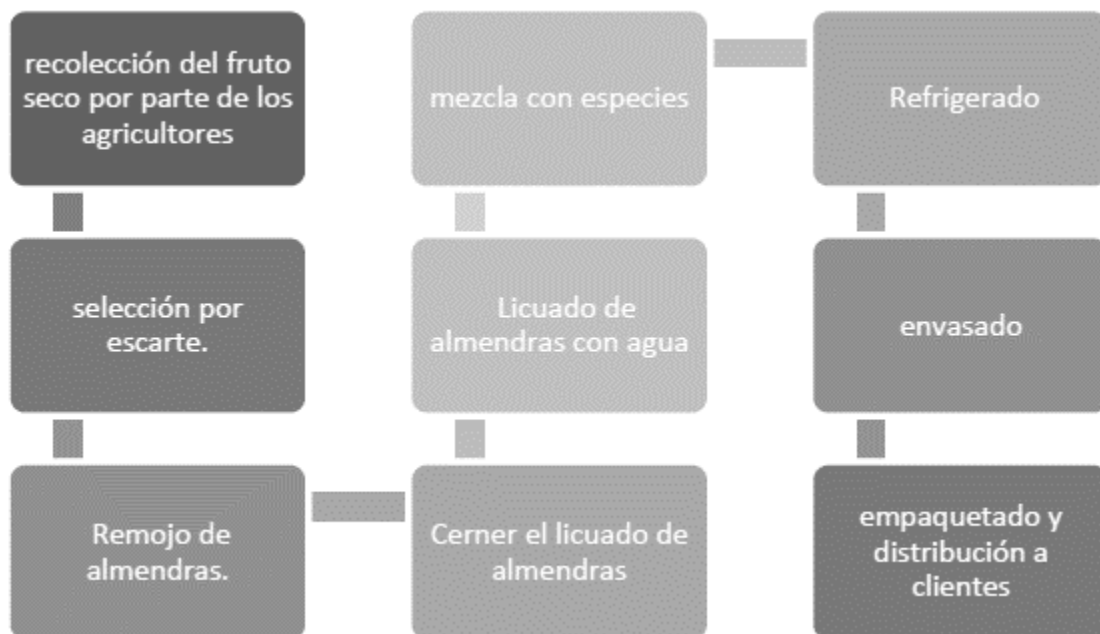 recolección del fruto
seco por parte de los
agricultores
selección por
escarte.
Remojo de
almendras.
Cerner el licuado de
almendras
Licuado de
almendras con agua
mezcla con especies
Refrigerado
envasado
empaquetado y
distribución a
clientes